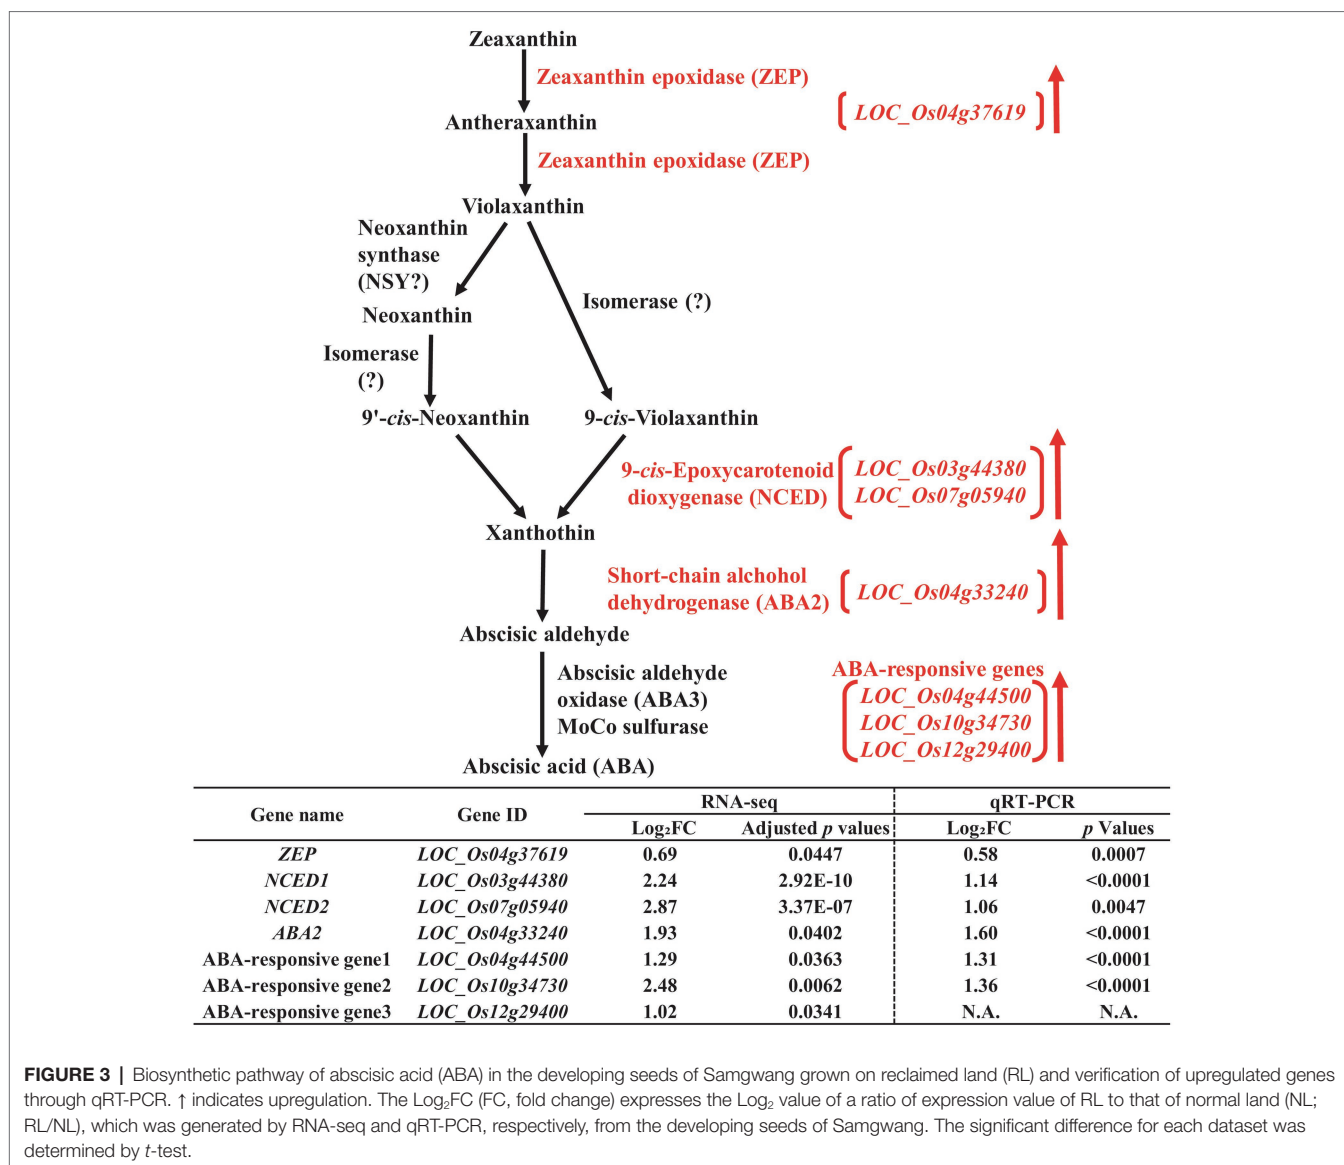 Zeaxanthin
Zeaxanthin epoxidase (ZEP)
LOC_Os04g37619
Antheraxanthin
Zeaxanthin epoxidase (ZEP)
Violaxanthin
Neoxanthin
synthase
(NSY?)
Isomerase (?)
Neoxanthin
Isomerase
(?)
9'-cis-Neoxanthin
9-cis-Violaxanthin
9-cis-Epoxycarotenoid
dioxygenase (NCED)
LOC_Os03g44380
LOC_Os07g05940
Xanthothin
Short-chain alchohol
dehydrogenase (ABA2)
LOC_Os04g33240
Abscisic aldehyde
Abscisic aldehyde
oxidase (ABA3)
MoCo sulfurase
ABA-responsive genes
LOC_Os04g44500
LOC_Os10g34730
LOC_Os12g29400
Abscisic acid (ABA)
Gene name Gene ID RNA-seq qRT-PCR
Log₂FC Adjusted p values Log₂FC p Values
ZEP LOC_Os04g37619 0.69 0.0447 0.58 0.0007
NCED1 LOC_Os03g44380 2.24 2.92E-10 1.14 <0.0001
NCED2 LOC_Os07g05940 2.87 3.37E-07 1.06 0.0047
ABA2 LOC_Os04g33240 1.93 0.0402 1.60 <0.0001
ABA-responsive gene1 LOC_Os04g44500 1.29 0.0363 1.31 <0.0001
ABA-responsive gene2 LOC_Os10g34730 2.48 0.0062 1.36 <0.0001
ABA-responsive gene3 LOC_Os12g29400 1.02 0.0341 N.A. N.A.
FIGURE 3 | Biosynthetic pathway of abscisic acid (ABA) in the developing seeds of Samgwang grown on reclaimed land (RL) and verification of upregulated genes
through qRT-PCR. ↑ indicates upregulation. The Log₂FC (FC, fold change) expresses the Log₂ value of a ratio of expression value of RL to that of normal land (NL;
RL/NL), which was generated by RNA-seq and qRT-PCR, respectively, from the developing seeds of Samgwang. The significant difference for each dataset was
determined by t-test.